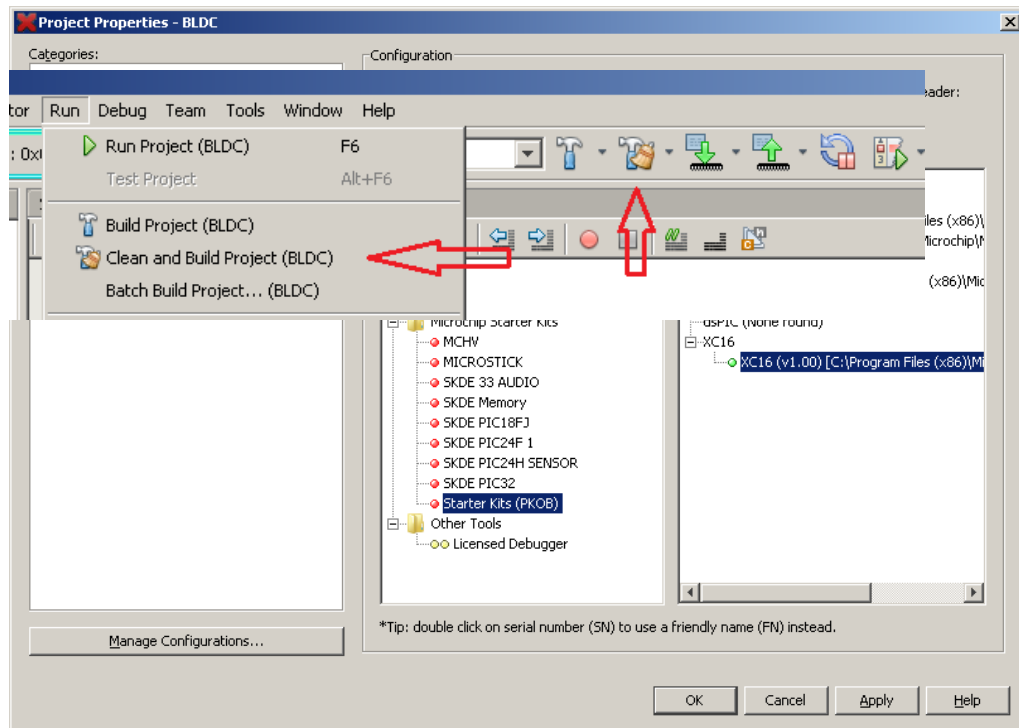 Project Properties - BLDC
Categories:
Configuration
eader:
tor Run Debug Team Tools Window Help
: 0x
Run Project (BLDC) F6
Test Project Alt+F6
Build Project (BLDC)
Clean and Build Project (BLDC)
Batch Build Project... (BLDC)
iles (x86)\
Microchip\M
(x86)\Mic
Microchip Starter Kits
MCHV
MICROSTICK
SKDE 33 AUDIO
SKDE Memory
SKDE PIC18FJ
SKDE PIC24F 1
SKDE PIC24H SENSOR
SKDE PIC32
Starter Kits (PKOB)
Other Tools
Licensed Debugger
dsPIC (None found)
XC16
XC16 (v1.00) [C:\Program Files (x86)\Mi
*Tip: double click on serial number (SN) to use a friendly name (FN) instead.
Manage Configurations...
OK Cancel Apply Help